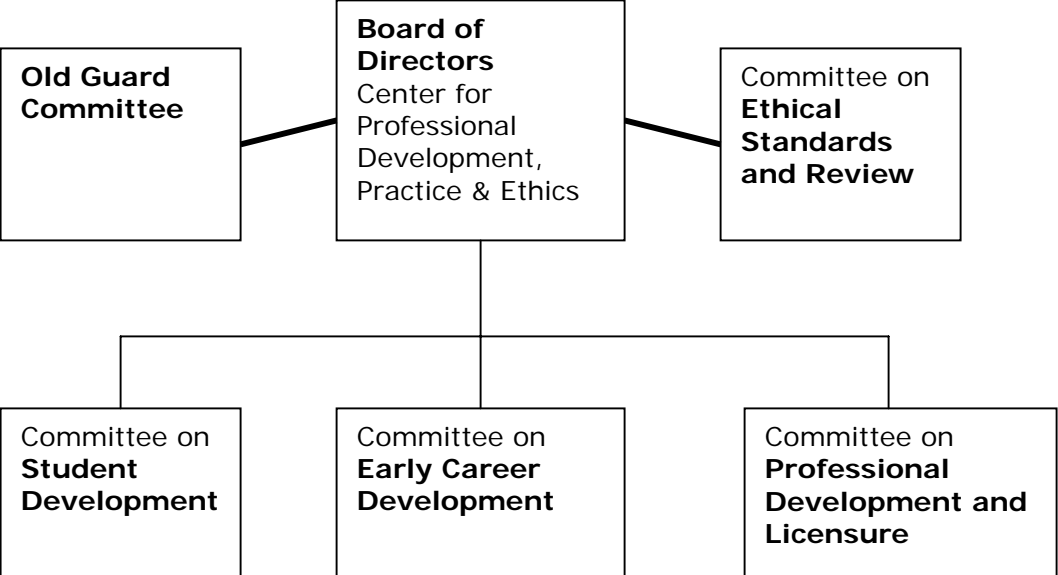 Old Guard
Committee
Board of
Directors
Center for
Professional
Development,
Practice & Ethics
Committee on
Ethical
Standards
and Review
Committee on
Student
Development
Committee on
Early Career
Development
Committee on
Professional
Development and
Licensure